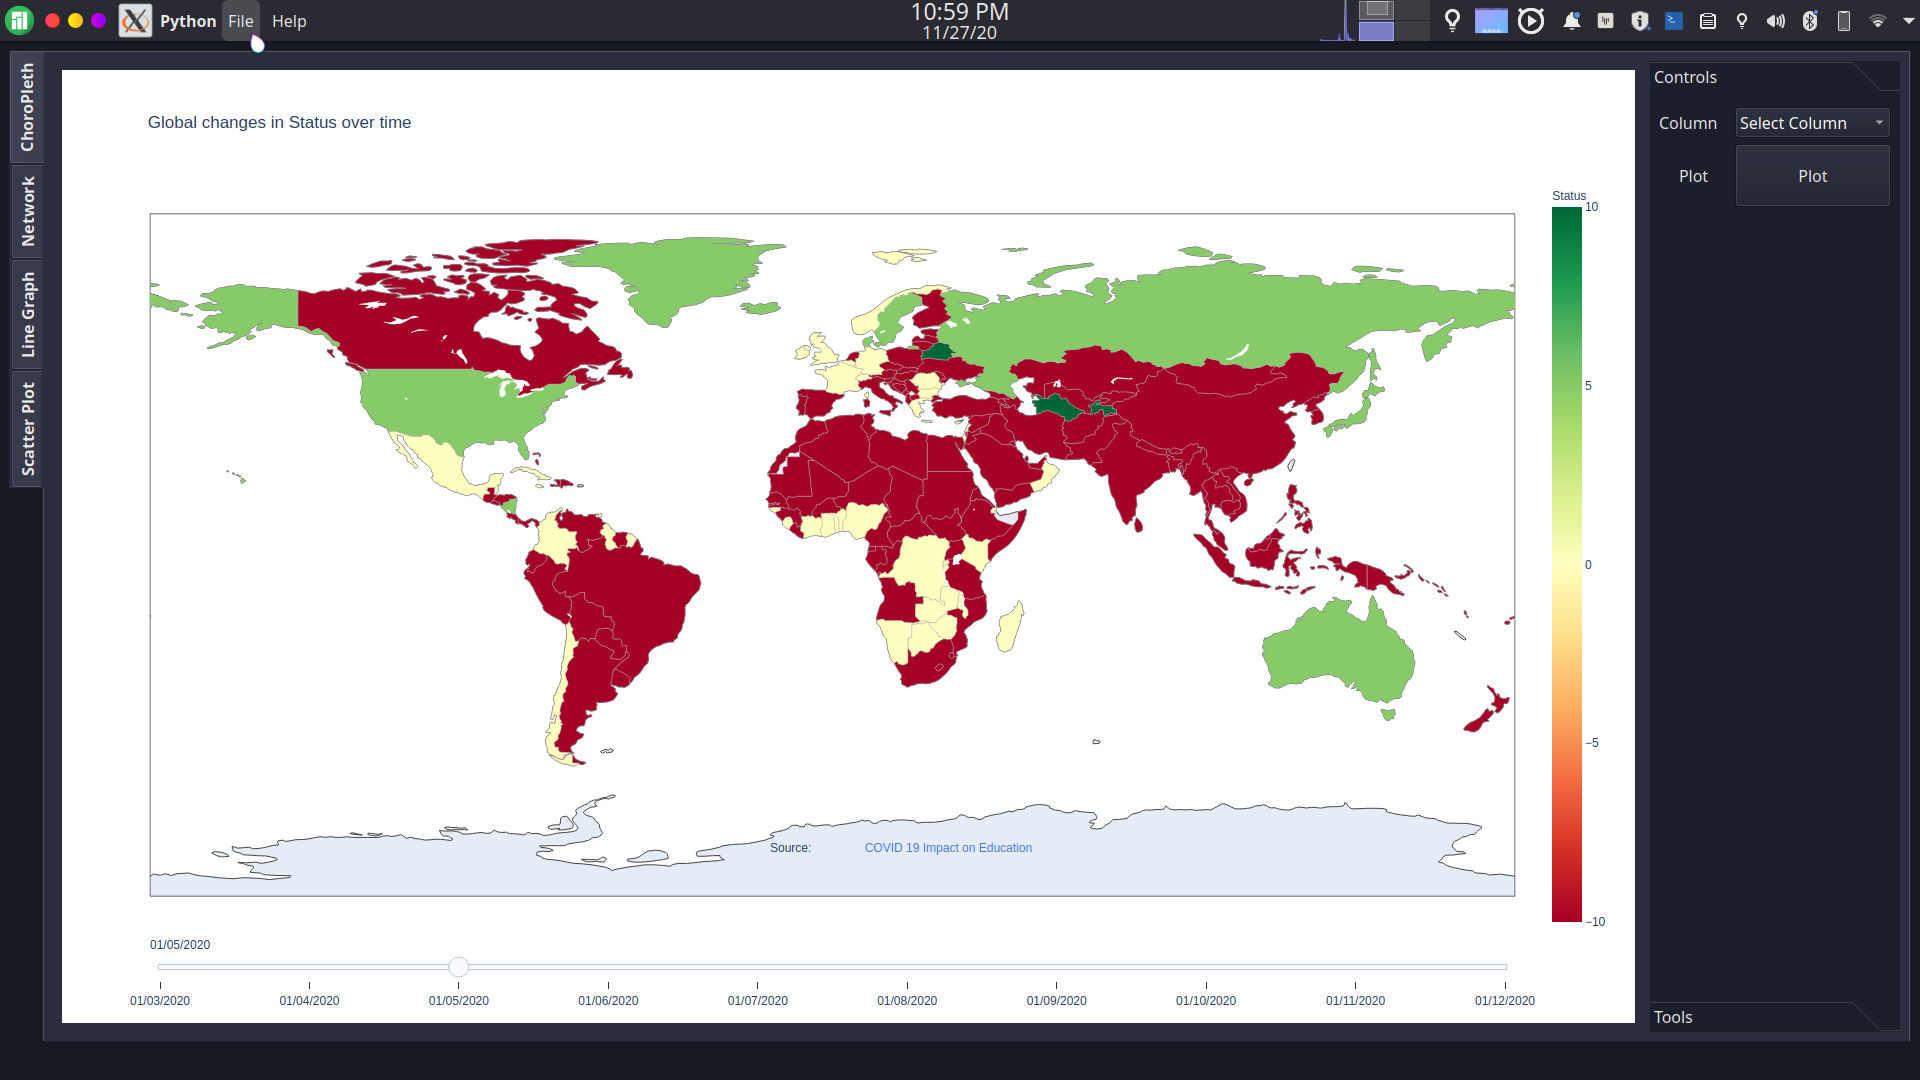 Python File Help
10:59 PM
11/27/20
ChoroPleth
Network
Line Graph
Scatter Plot
Global changes in Status over time
Status
10
5
0
−5
−10
Source: COVID 19 Impact on Education
01/05/2020
01/03/2020 01/04/2020 01/05/2020 01/06/2020 01/07/2020 01/08/2020 01/09/2020 01/10/2020 01/11/2020 01/12/2020
Controls
Column Select Column
Plot Plot
Tools